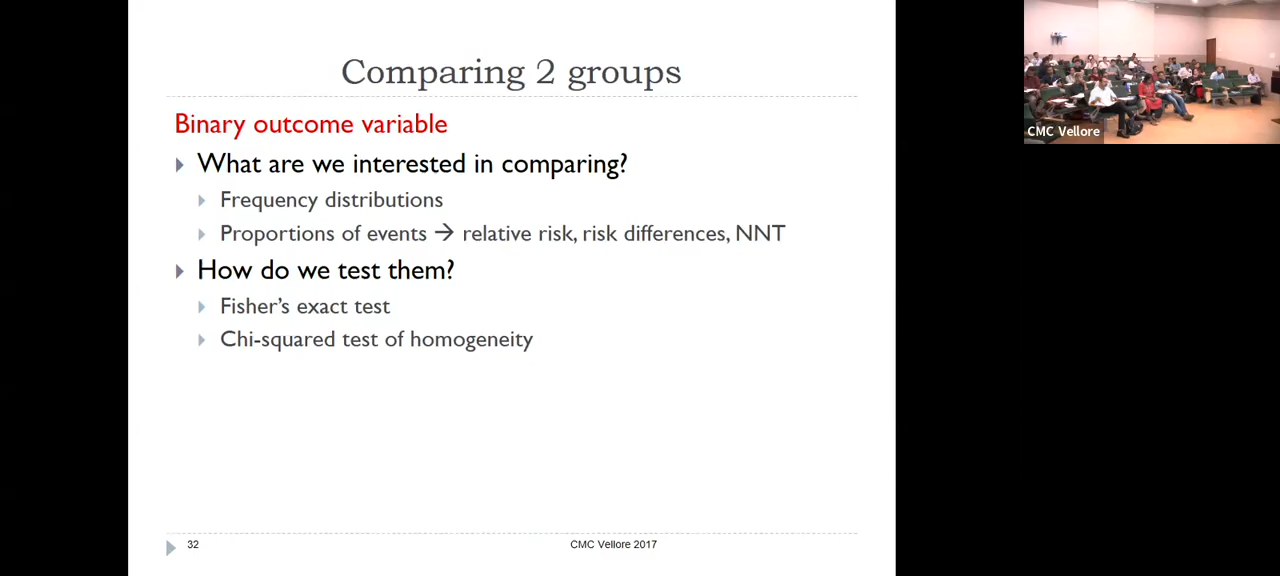 Comparing 2 groups
Binary outcome variable
What are we interested in comparing?
Frequency distributions
Proportions of events → relative risk, risk differences, NNT
How do we test them?
Fisher's exact test
Chi-squared test of homogeneity
32
CMC Vellore 2017
CMC Vellore